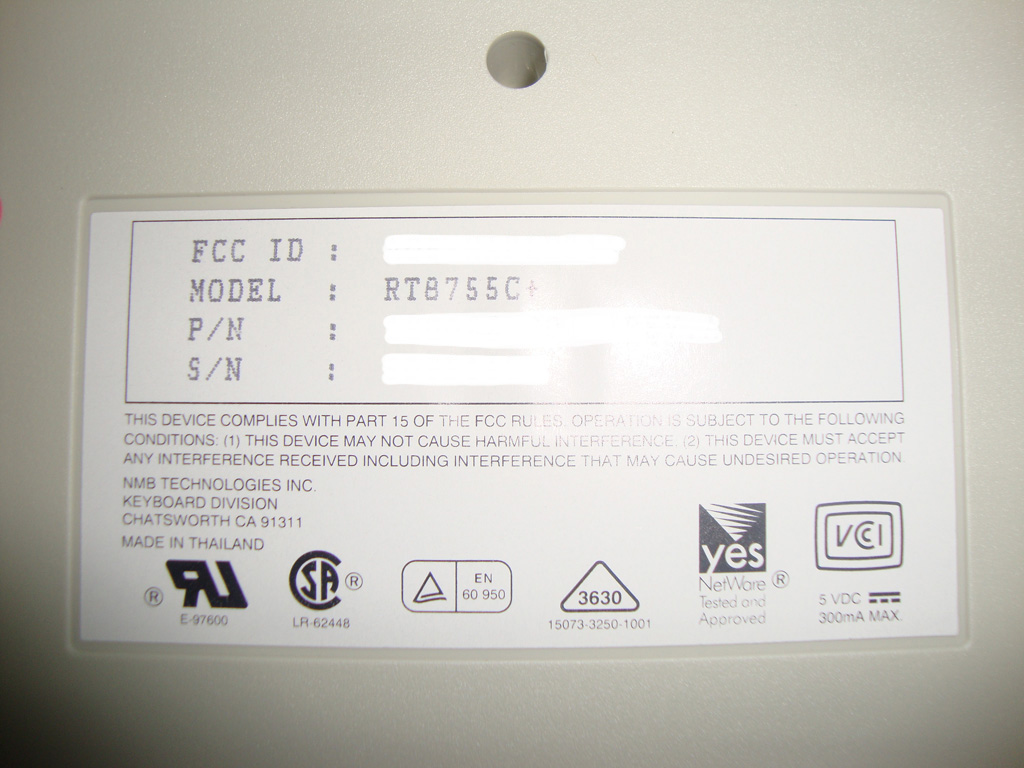 FCC ID :
MODEL : RT8755C+
P/N :
S/N :
THIS DEVICE COMPLIES WITH PART 15 OF THE FCC RULES. OPERATION IS SUBJECT TO THE FOLLOWING
CONDITIONS: (1) THIS DEVICE MAY NOT CAUSE HARMFUL INTERFERENCE. (2) THIS DEVICE MUST ACCEPT
ANY INTERFERENCE RECEIVED INCLUDING INTERFERENCE THAT MAY CAUSE UNDESIRED OPERATION.
NMB TECHNOLOGIES INC.
KEYBOARD DIVISION
CHATSWORTH CA 91311
MADE IN THAILAND
® RU
E-97600
SA ®
LR-62448
EN
60 950
3630
15073-3250-1001
yes
NetWare ®
Tested and
Approved
VCI
5 VDC
300mA MAX.